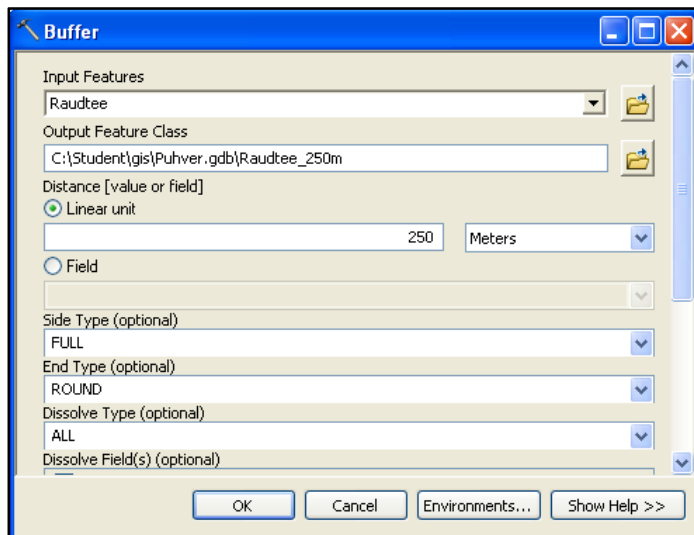 Buffer
Input Features
Raudtee
Output Feature Class
C:\Student\gis\Puhver.gdb\Raudtee_250m
Distance [value or field]
Linear unit
250 Meters
Field
Side Type (optional)
FULL
End Type (optional)
ROUND
Dissolve Type (optional)
ALL
Dissolve Field(s) (optional)
OK Cancel Environments... Show Help >>